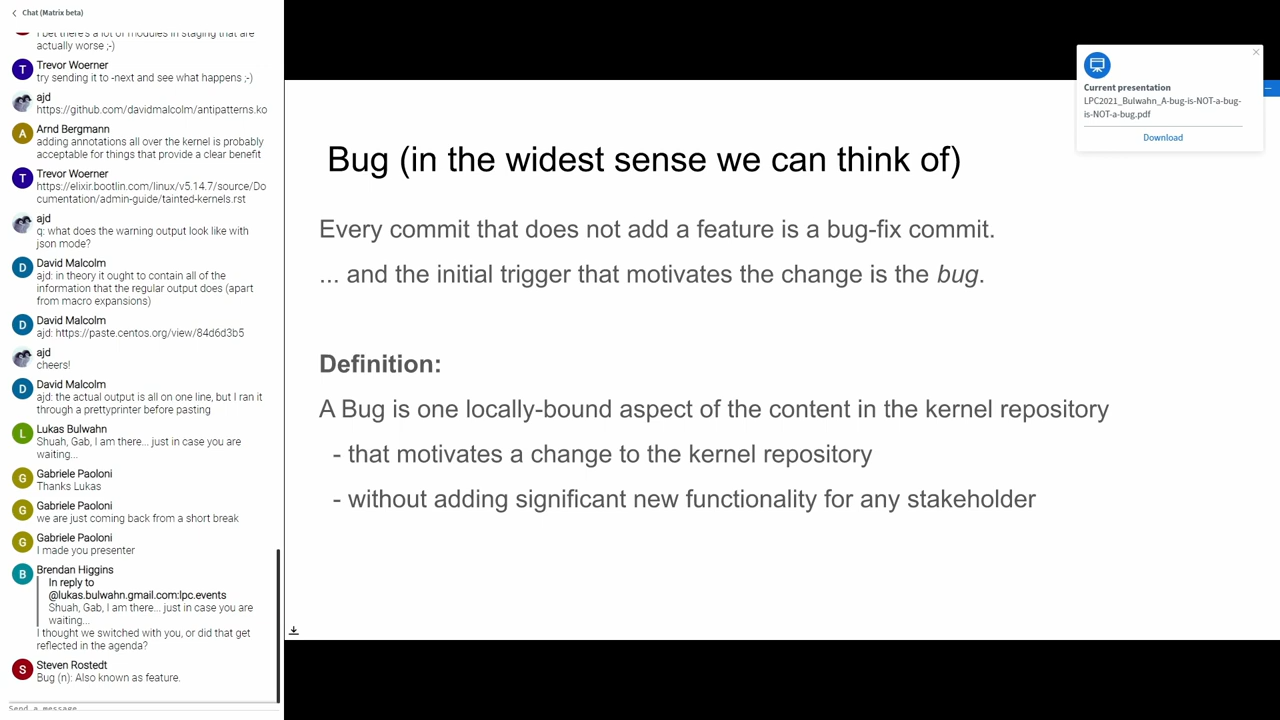 Chat (Matrix beta)
I bet there's a lot of modules in staging that are
actually worse ;-)
Trevor Woerner
try sending it to -next and see what happens ;-)
ajd
https://github.com/davidmalcolm/antipatterns.ko
Arnd Bergmann
adding annotations all over the kernel is probably
acceptable for things that provide a clear benefit
Trevor Woerner
https://elixir.bootlin.com/linux/v5.14.7/source/Do
cumentation/admin-guide/tainted-kernels.rst
ajd
q: what does the warning output look like with
json mode?
David Malcolm
ajd: in theory it ought to contain all of the
information that the regular output does (apart
from macro expansions)
David Malcolm
ajd: https://paste.centos.org/view/84d6d3b5
ajd
cheers!
David Malcolm
ajd: the actual output is all on one line, but I ran it
through a prettyprinter before pasting
Lukas Bulwahn
Shuah, Gab, I am there... just in case you are
waiting...
Gabriele Paoloni
Thanks Lukas
Gabriele Paoloni
we are just coming back from a short break
Gabriele Paoloni
I made you presenter
Brendan Higgins
In reply to
@lukas.bulwahn.gmail.com:lpc.events
Shuah, Gab, I am there... just in case you are
waiting...
I thought we switched with you, or did that get
reflected in the agenda?
Steven Rostedt
Bug (n): Also known as feature.
Send a message
T
A
T
D
D
D
L
G
G
G
B
S
Bug (in the widest sense we can think of)
Every commit that does not add a feature is a bug-fix commit.
... and the initial trigger that motivates the change is the bug.
Definition:
A Bug is one locally-bound aspect of the content in the kernel repository
- that motivates a change to the kernel repository
- without adding significant new functionality for any stakeholder
Current presentation
LPC2021_Bulwahn_A-bug-is-NOT-a-bug-
is-NOT-a-bug.pdf
Download